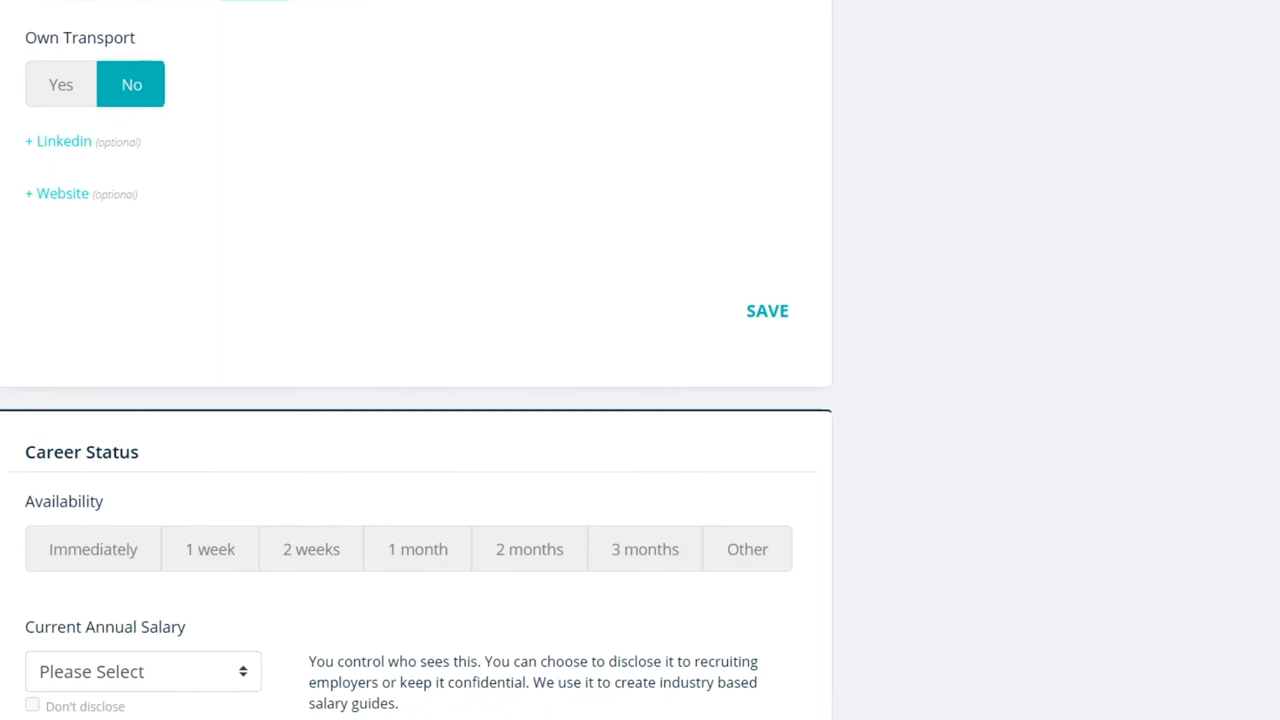 Own Transport
Yes No
+ Linkedin (optional)
+ Website (optional)
SAVE
Career Status
Availability
Immediately 1 week 2 weeks 1 month 2 months 3 months Other
Current Annual Salary
Please Select
You control who sees this. You can choose to disclose it to recruiting
employers or keep it confidential. We use it to create industry based
salary guides.
Don't disclose